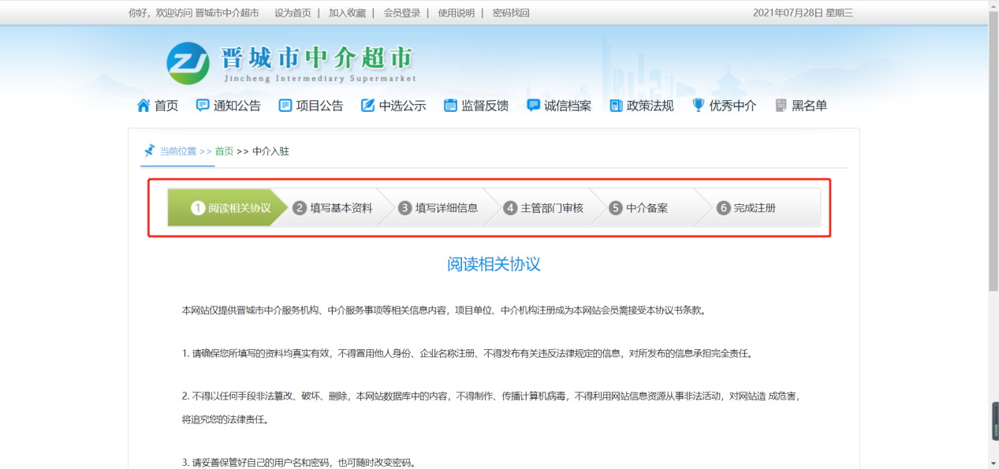 你好，欢迎访问 晋城市中介超市 设为首页 | 加入收藏 | 会员登录 | 使用说明 | 密码找回 2021年07月28日 星期三
ZJ 晋城市中介超市
Jincheng Intermediary Supermarket
首页 通知公告 项目公告 中选公示 监督反馈 诚信档案 政策法规 优秀中介 黑名单
当前位置 >> 首页 >> 中介入驻
1 阅读相关协议 2 填写基本资料 3 填写详细信息 4 主管部门审核 5 中介备案 6 完成注册
阅读相关协议
本网站仅提供晋城市中介服务机构、中介服务事项等相关信息内容，项目单位、中介机构注册成为本网站会员需接受本协议书条款。
1. 请确保您所填写的资料均真实有效，不得冒用他人身份、企业名称注册、不得发布有关违反法律规定的信息，对所发布的信息承担完全责任。
2. 不得以任何手段非法篡改、破坏、删除，本网站数据库中的内容，不得制作、传播计算机病毒，不得利用网站信息资源从事非法活动，对网站造 成危害，
将追究您的法律责任。
3. 请妥善保管好自己的用户名和密码，也可随时改变密码。